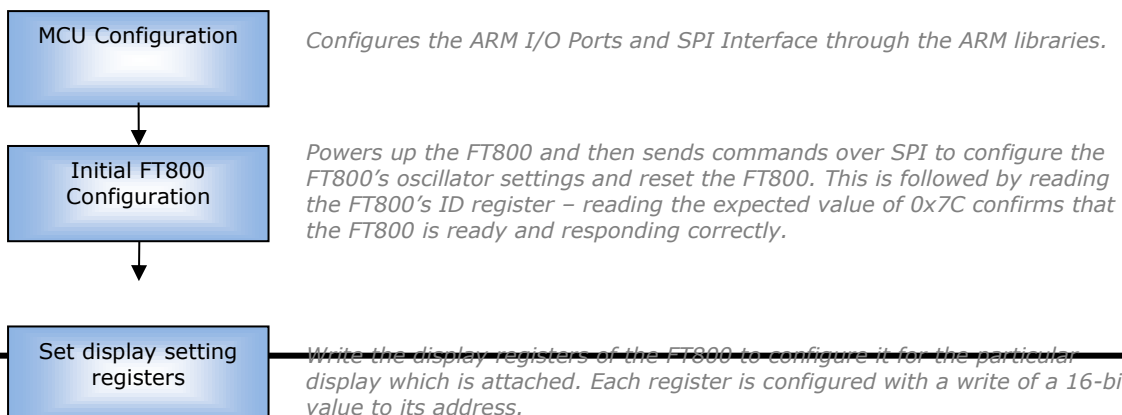 MCU Configuration
Configures the ARM I/O Ports and SPI Interface through the ARM libraries.
Initial FT800
Configuration
Powers up the FT800 and then sends commands over SPI to configure the
FT800's oscillator settings and reset the FT800. This is followed by reading
the FT800's ID register – reading the expected value of 0x7C confirms that
the FT800 is ready and responding correctly.
Set display setting
registers
Write the display registers of the FT800 to configure it for the particular
display which is attached. Each register is configured with a write of a 16-bi
value to its address.